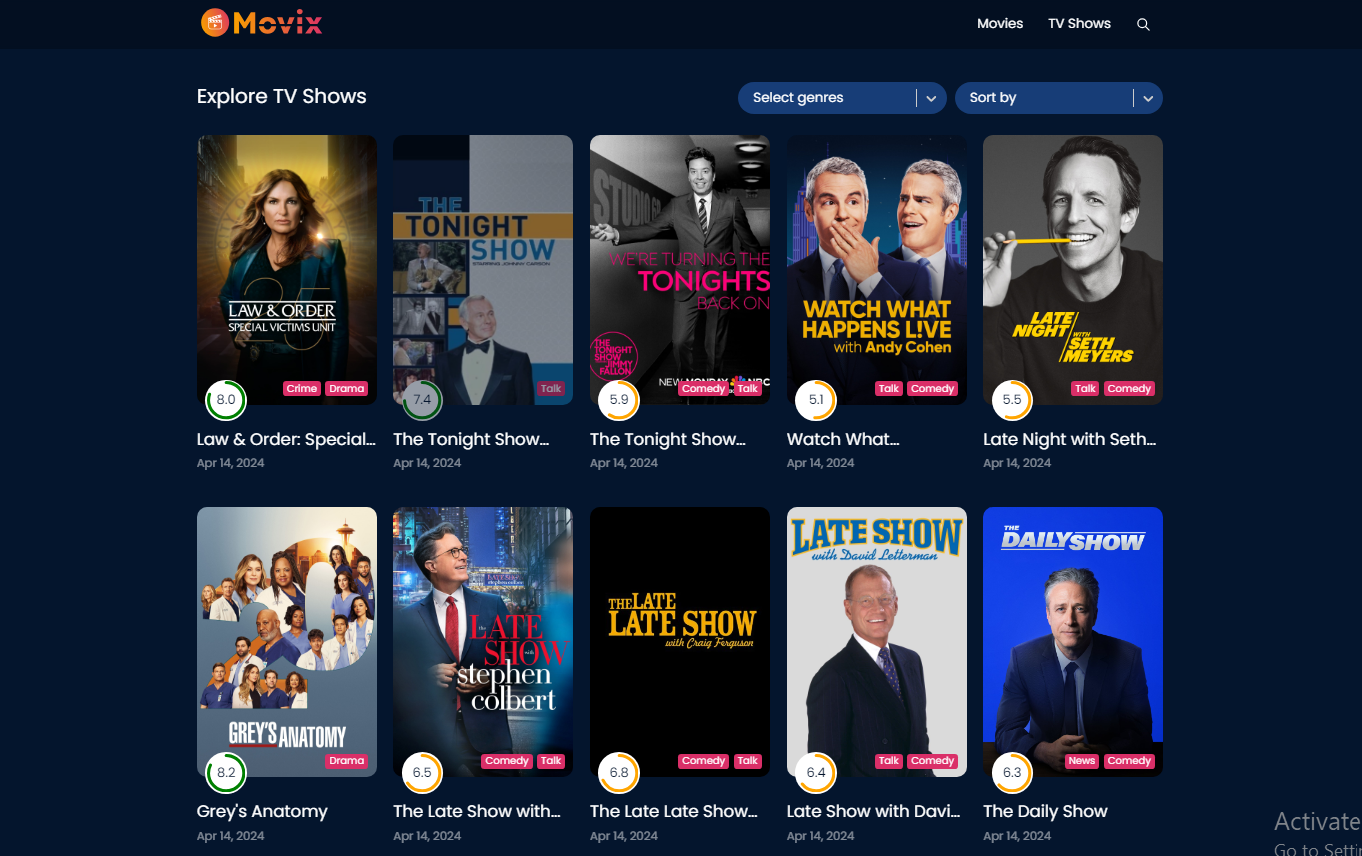 Movix
Movies
TV Shows
Explore TV Shows
Select genres
Sort by
25
LAW & ORDER
SPECIAL VICTIMS UNIT
Crime
Drama
8.0
Law & Order: Special...
Apr 14, 2024
THE
TONIGHT
SHOW
STARRING JOHNNY CARSON
Talk
7.4
The Tonight Show...
Apr 14, 2024
STUDIO 6B
WE'RE TURNING THE
TONIGHTS
BACK ON
THE
TONIGHT
SHOW
JIMMY
FALLON
NEW MONDAY NBC
Comedy
Talk
5.9
The Tonight Show...
Apr 14, 2024
WATCH WHAT
HAPPENS L!VE
with Andy Cohen
Talk
Comedy
5.1
Watch What...
Apr 14, 2024
LATE
NIGHT
WITH
SETH
MEYERS
Talk
Comedy
5.5
Late Night with Seth...
Apr 14, 2024
GREY'S ANATOMY
Drama
8.2
Grey's Anatomy
Apr 14, 2024
LATE SHOW
stephen colbert
the
LATE
SHOW
with
stephen
colbert
Comedy
Talk
6.5
The Late Show with...
Apr 14, 2024
THE LATE
LATE SHOW
with Craig Ferguson
Comedy
Talk
6.8
The Late Late Show...
Apr 14, 2024
LATE SHOW
with David Letterman
Talk
Comedy
6.4
Late Show with Davi...
Apr 14, 2024
THE
DAILY SHOW
News
Comedy
6.3
The Daily Show
Apr 14, 2024
Activate
Go to Settin